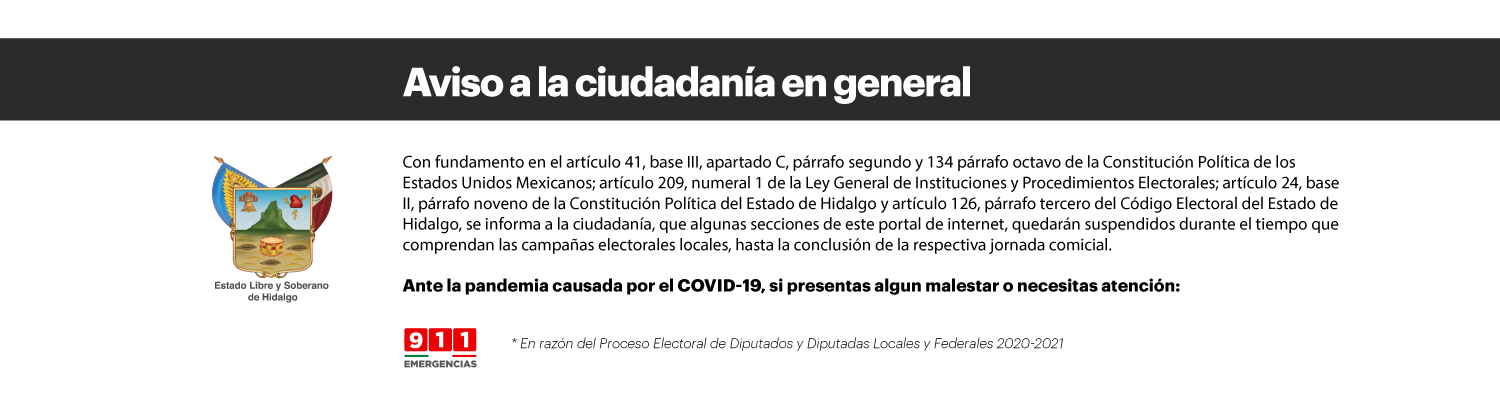 Aviso a la ciudadanía en general
Con fundamento en el artículo 41, base III, apartado C, párrafo segundo y 134 párrafo octavo de la Constitución Política de los
Estados Unidos Mexicanos; artículo 209, numeral 1 de la Ley General de Instituciones y Procedimientos Electorales; artículo 24, base
II, párrafo noveno de la Constitución Política del Estado de Hidalgo y artículo 126, párrafo tercero del Código Electoral del Estado de
Hidalgo, se informa a la ciudadanía, que algunas secciones de este portal de internet, quedarán suspendidos durante el tiempo que
comprendan las campañas electorales locales, hasta la conclusión de la respectiva jornada comicial.
Estado Libre y Soberano
de Hidalgo
Ante la pandemia causada por el COVID-19, si presentas algun malestar o necesitas atención:
911
EMERGENCIAS
* En razón del Proceso Electoral de Diputados y Diputadas Locales y Federales 2020-2021